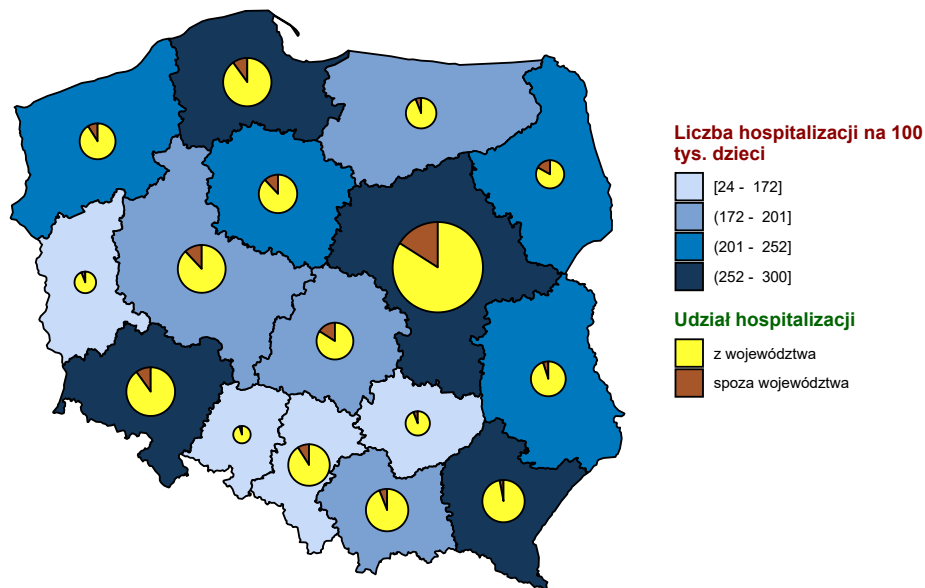 Liczba hospitalizacji na 100
tys. dzieci
[24 - 172]
(172 - 201]
(201 - 252]
(252 - 300]
Udział hospitalizacji
z województwa
spoza województwa